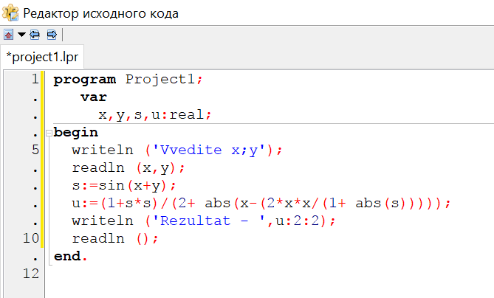 Редактор исходного кода
*project1.lpr
1 program Project1;
. var
. x,y,s,u:real;
. begin
5 writeln ('Vvedite x;y');
. readln (x,y);
. s:=sin(x+y);
. u:=(1+s*s)/(2+ abs(x-(2*x*x/(1+ abs(s)))));
. writeln ('Rezultat - ',u:2:2);
10 readln ();
. end.
12